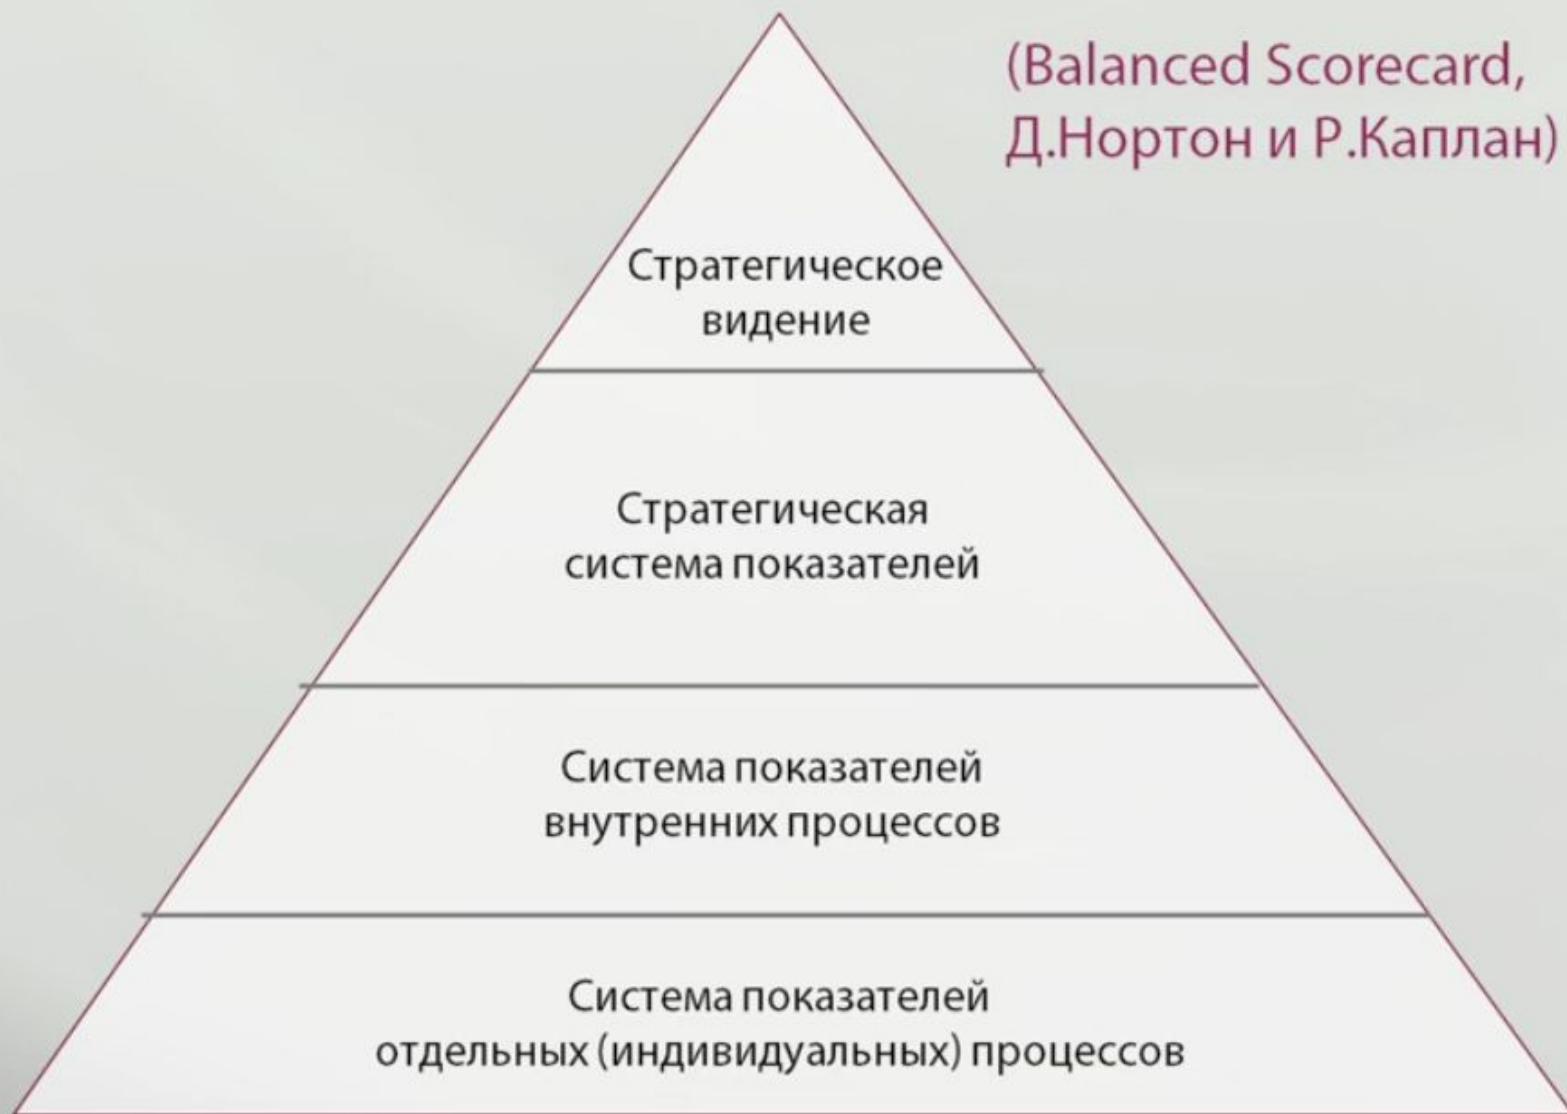 (Balanced Scorecard,
Д.Нортон и Р.Каплан)
Стратегическое
видение
Стратегическая
система показателей
Система показателей
внутренних процессов
Система показателей
отдельных (индивидуальных) процессов